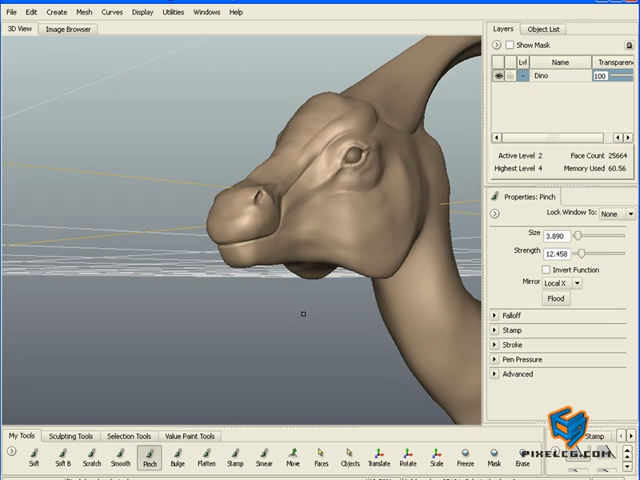 File Edit Create Mesh Curves Display Utilities Windows Help
3D View Image Browser
Layers Object List
Show Mask
Lvl Name Transparen
- Dino 100
Active Level 2 Face Count 25664
Highest Level 4 Memory Used 60.56
Properties: Pinch
Lock Window To: None
Size 3.890
Strength 12.458
Invert Function
Mirror Local X
Flood
Falloff
Stamp
Stroke
Pen Pressure
Advanced
My Tools Sculpting Tools Selection Tools Value Paint Tools
Stamp
Soft Soft B Scratch Smooth Pinch Bulge Flatten Stamp Smear Move Faces Objects Translate Rotate Scale Freeze Mask Erase
PIXELCG.COM